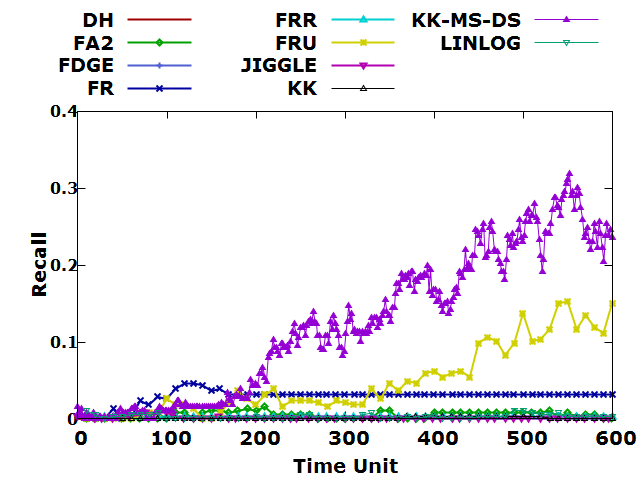 DH FRR KK-MS-DS
FA2 FRU LINLOG
FDGE JIGGLE
FR KK
0.4
0.3
0.2
0.1
0
0 100 200 300 400 500 600
Recall
Time Unit